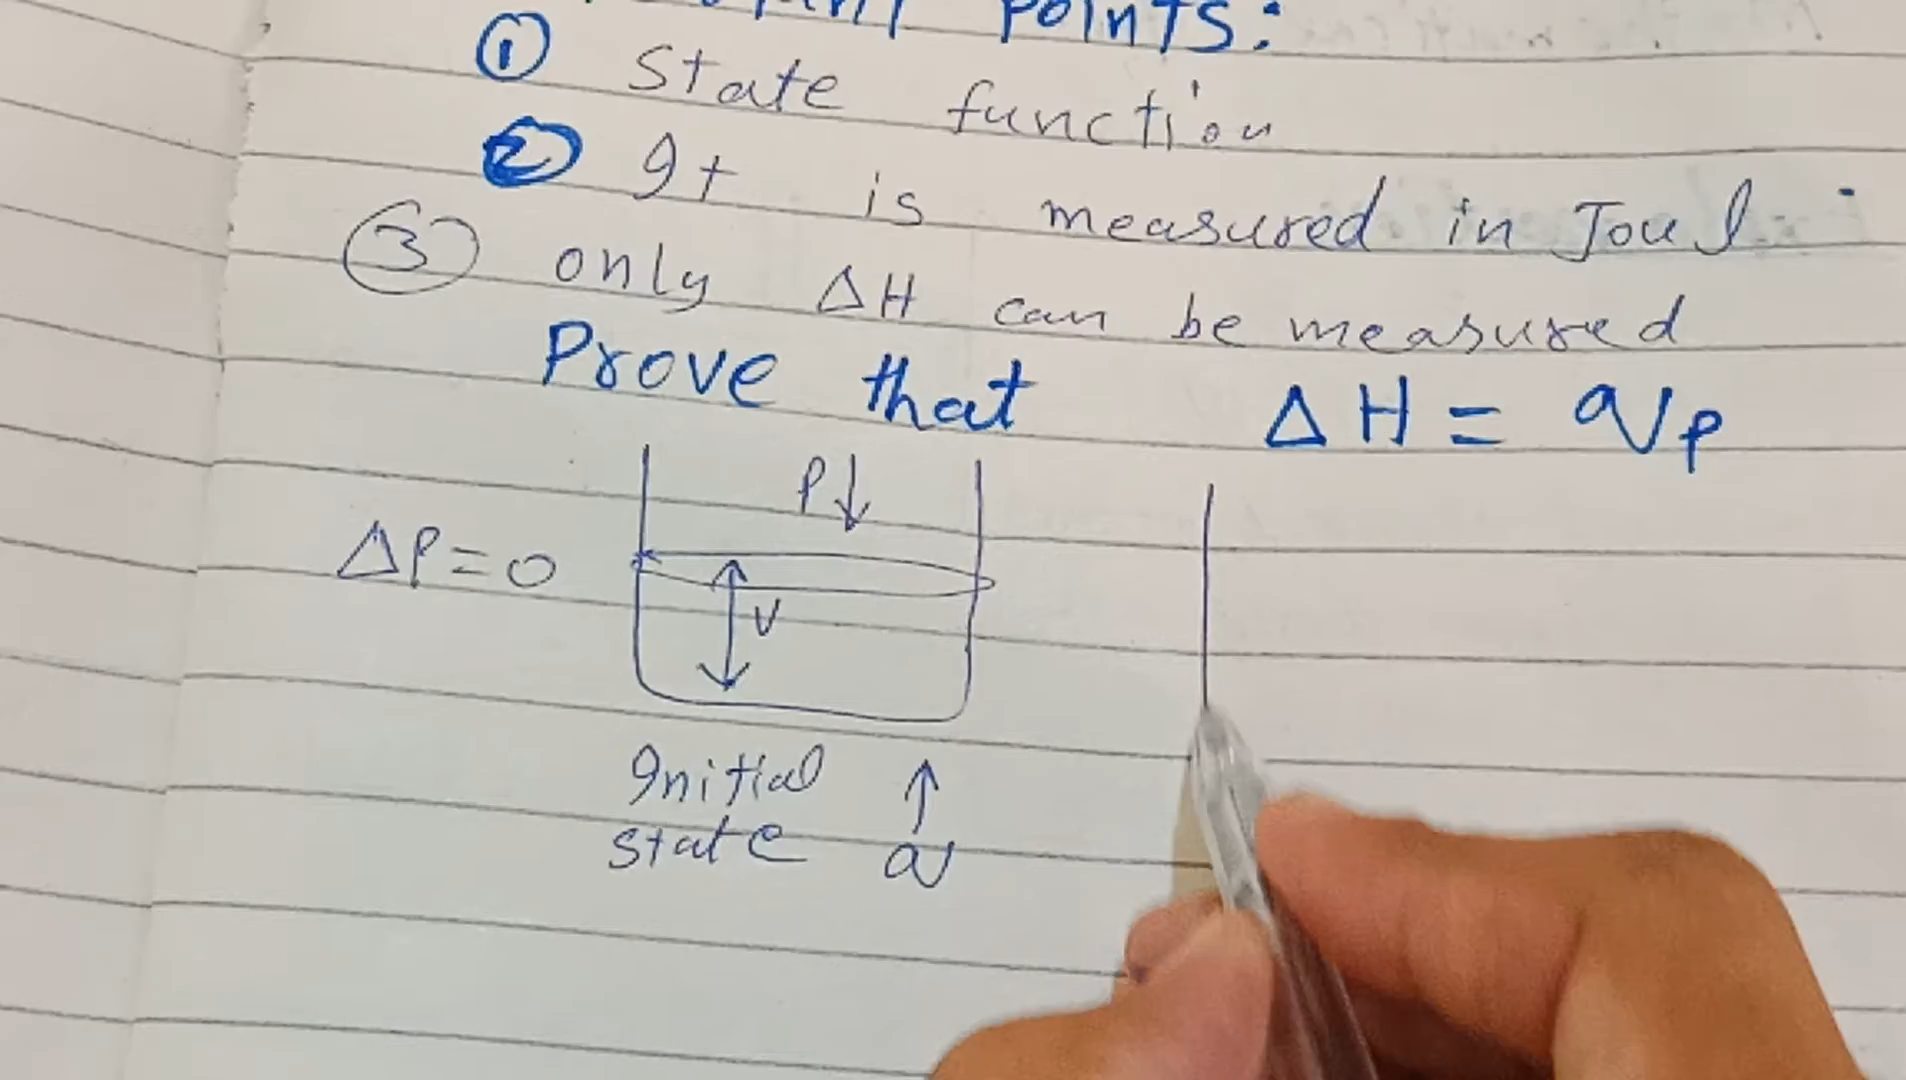 Points:
① State function
② It is measured in Joul
③ only ΔH can be measured
Prove that ΔH = qp
P↓
ΔP=0
V
Initial ↑
state q